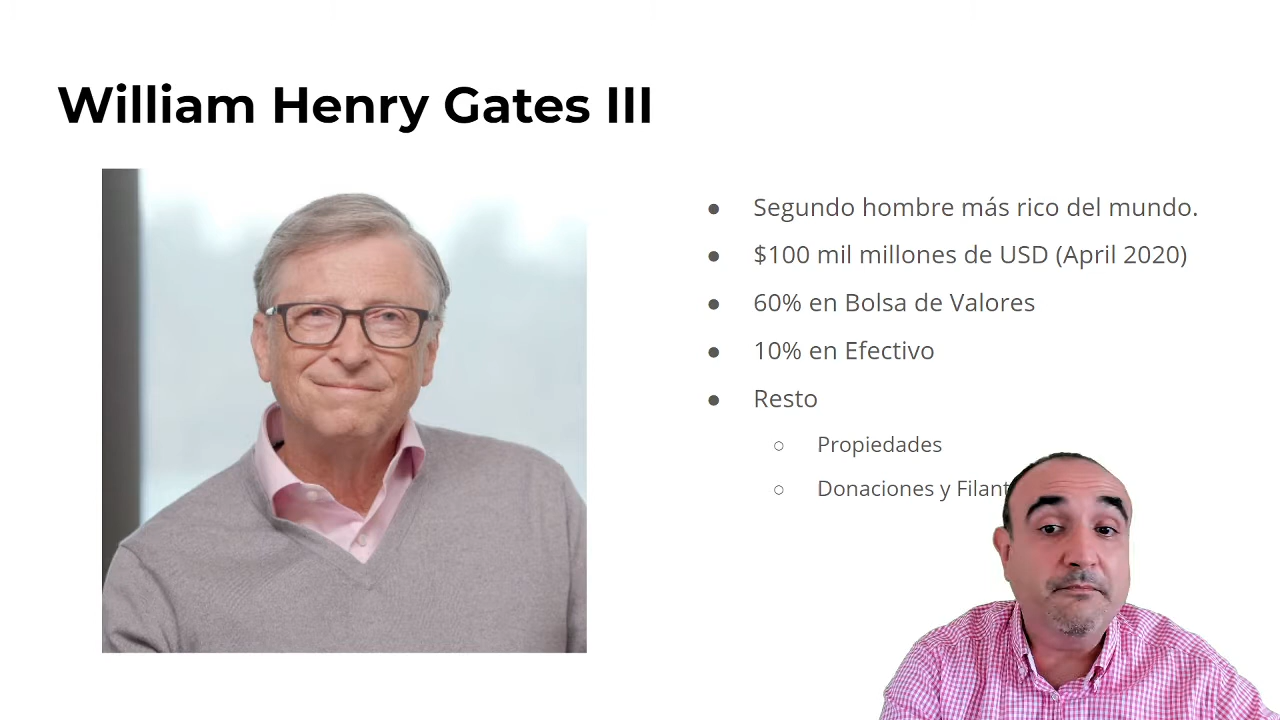 William Henry Gates III
Segundo hombre más rico del mundo.
$100 mil millones de USD (April 2020)
60% en Bolsa de Valores
10% en Efectivo
Resto
Propiedades
Donaciones y